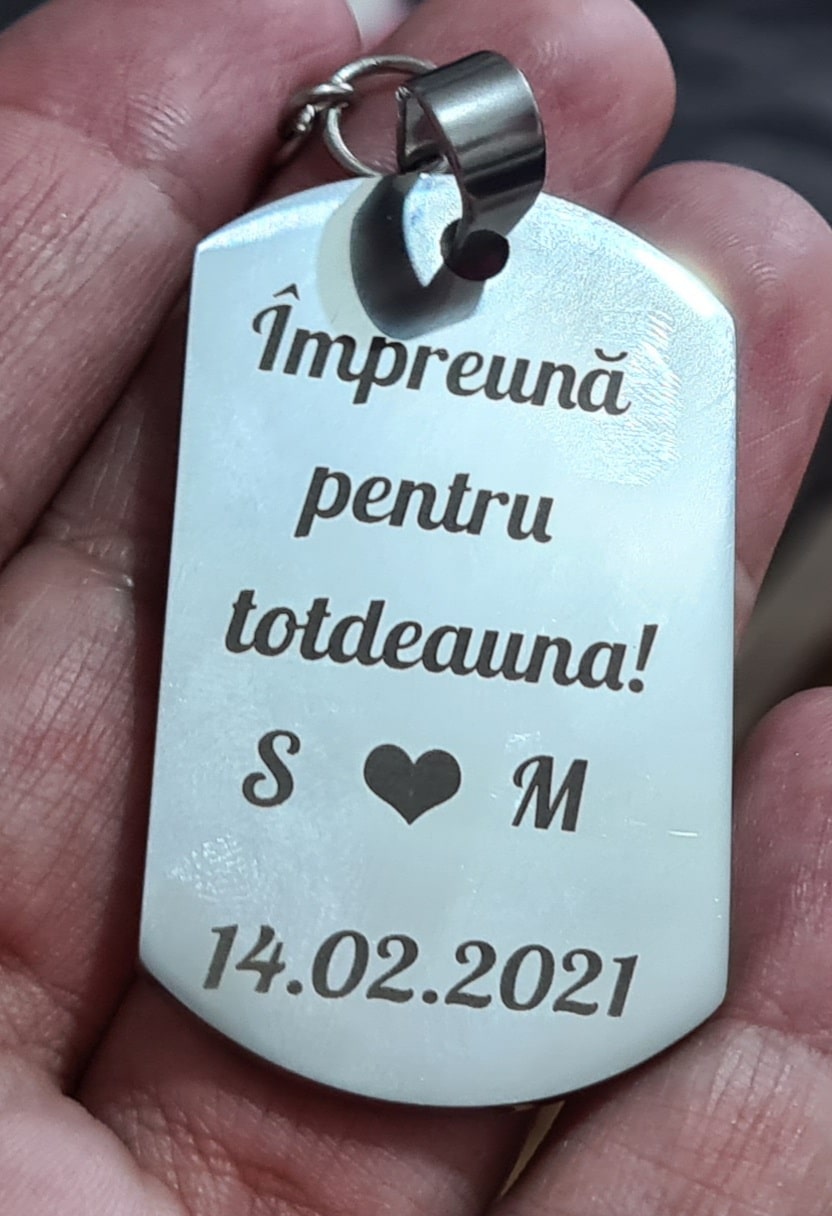 Împreună
pentru
totdeauna!
S ♥ M
14.02.2021